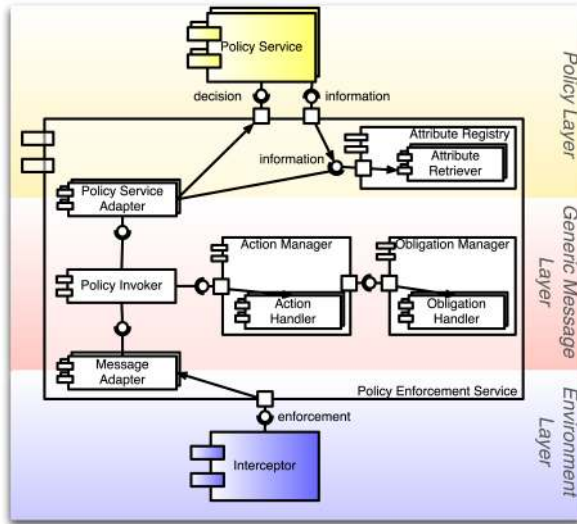 Policy Service
decision
information
Policy Layer
Attribute Registry
information
Attribute
Retriever
Policy Service
Adapter
Generic Message
Layer
Action Manager
Obligation Manager
Policy Invoker
Action
Handler
Obligation
Handler
Message
Adapter
Policy Enforcement Service
enforcement
Environment
Layer
Interceptor